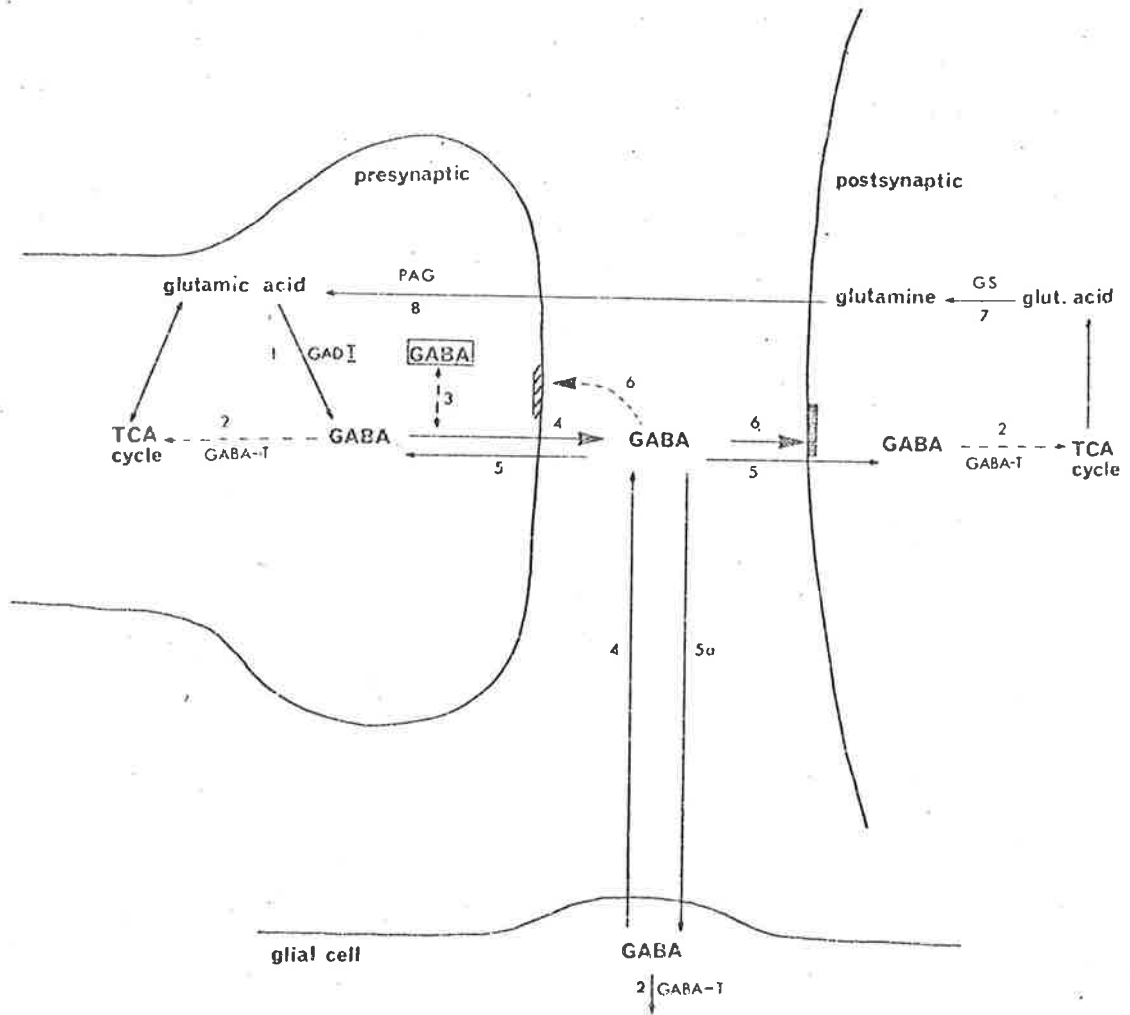 presynaptic
postsynaptic
glutamic acid
PAG
8
glutamine
GS
7
glut. acid
1
GAD I
GABA
3
6
TCA
cycle
2
GABA-T
GABA
4
5
GABA
6
5
GABA
2
GABA-T
TCA
cycle
4
5a
glial cell
GABA
2
GABA-T